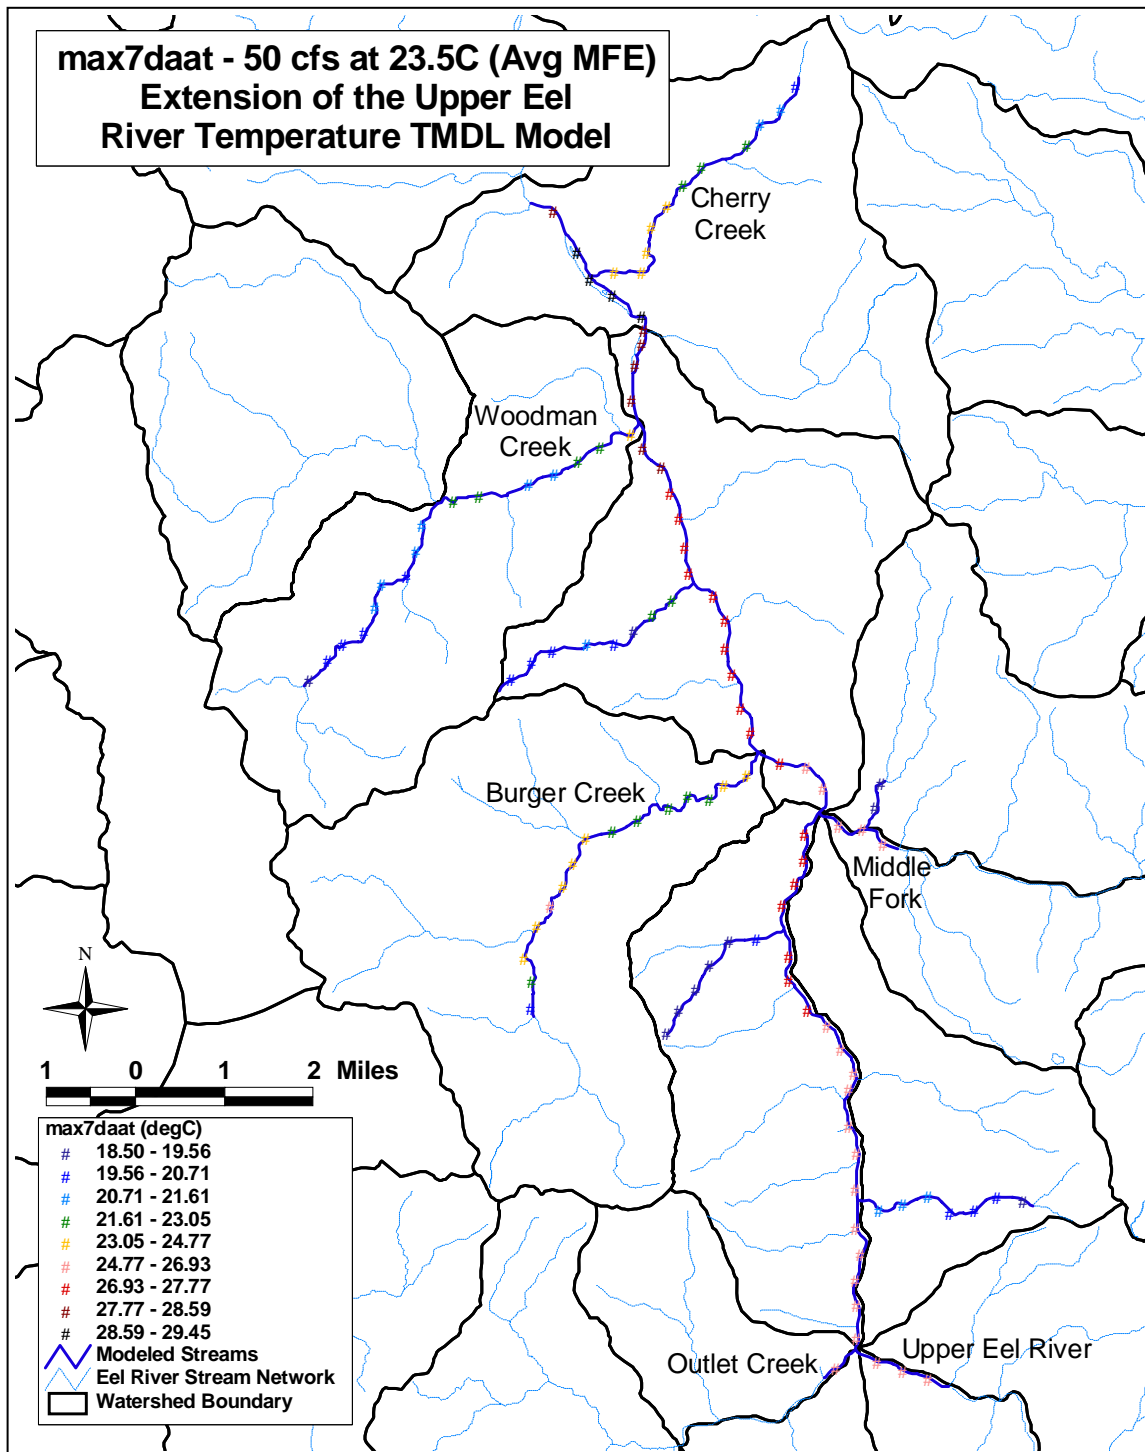 max7daat - 50 cfs at 23.5C (Avg MFE)
Extension of the Upper Eel
River Temperature TMDL Model
Cherry
Creek
Woodman
Creek
Burger Creek
Middle
Fork
N
1 0 1 2 Miles
max7daat (degC)
# 18.50 - 19.56
# 19.56 - 20.71
# 20.71 - 21.61
# 21.61 - 23.05
# 23.05 - 24.77
# 24.77 - 26.93
# 26.93 - 27.77
# 27.77 - 28.59
# 28.59 - 29.45
Modeled Streams
Eel River Stream Network
Watershed Boundary
Outlet Creek
Upper Eel River